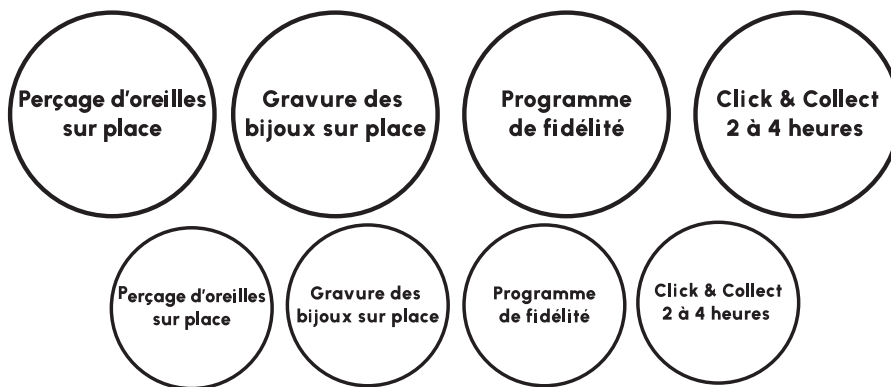 Perçage d'oreilles
sur place
Gravure des
bijoux sur place
Programme
de fidélité
Click & Collect
2 à 4 heures
Perçage d'oreilles
sur place
Gravure des
bijoux sur place
Programme
de fidélité
Click & Collect
2 à 4 heures